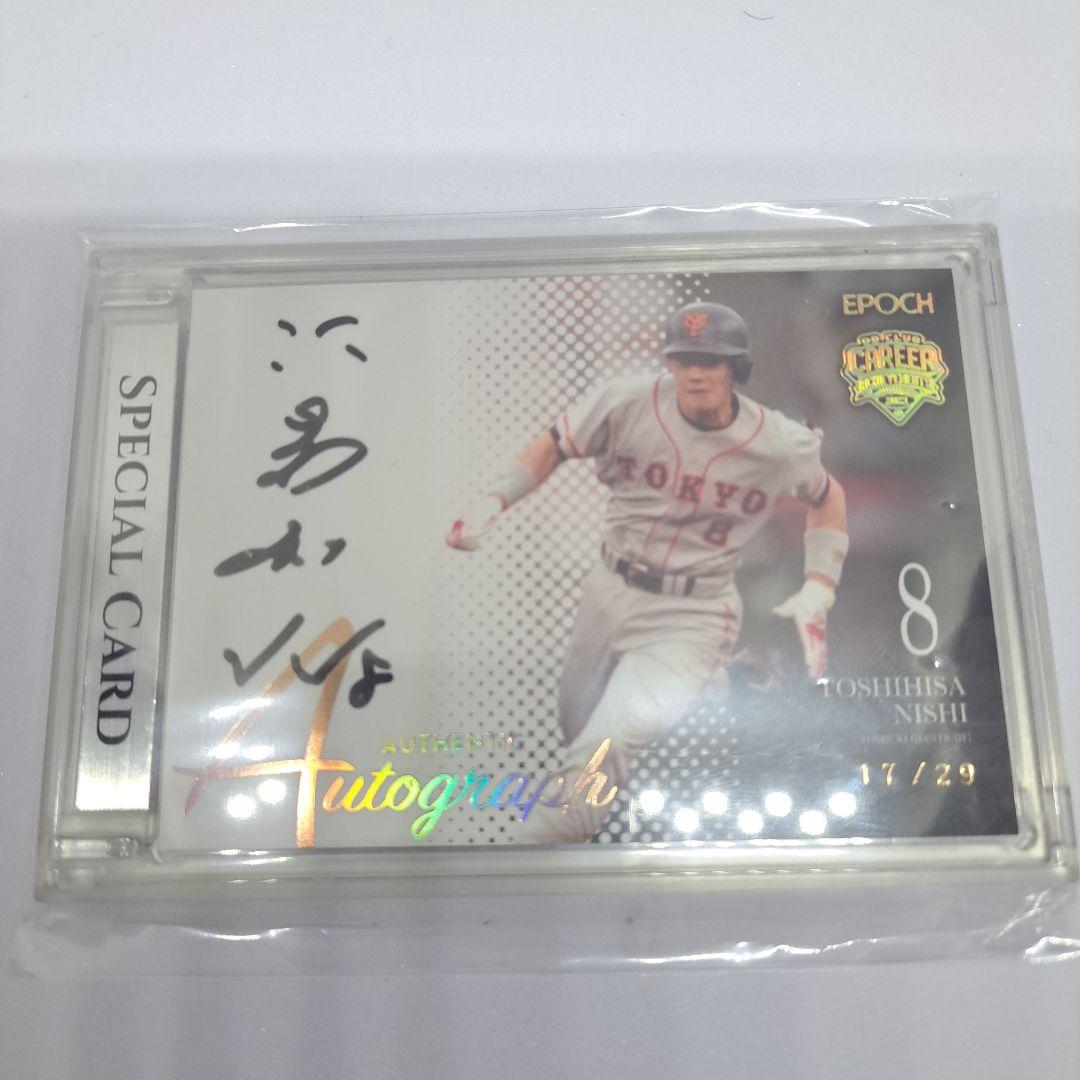 SPECIAL CARD
EPOCH
CAREER
TOKYO
8
8
TOSHIHISA
NISHI
17/29
AUTHENTIC
Autograph